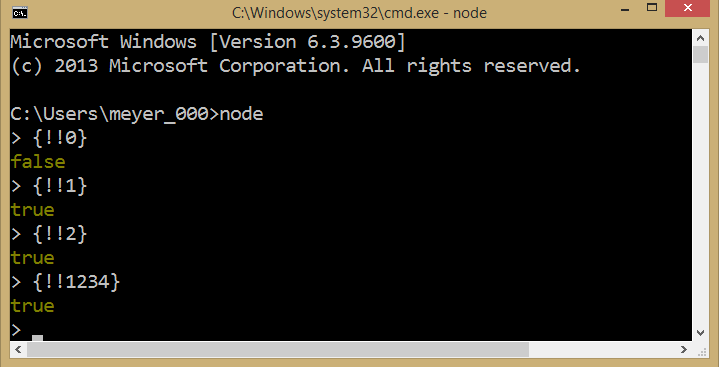 C:\Windows\system32\cmd.exe - node
Microsoft Windows [Version 6.3.9600]
(c) 2013 Microsoft Corporation. All rights reserved.
C:\Users\meyer_000>node
> {!!0}
false
> {!!1}
true
> {!!2}
true
> {!!1234}
true
>